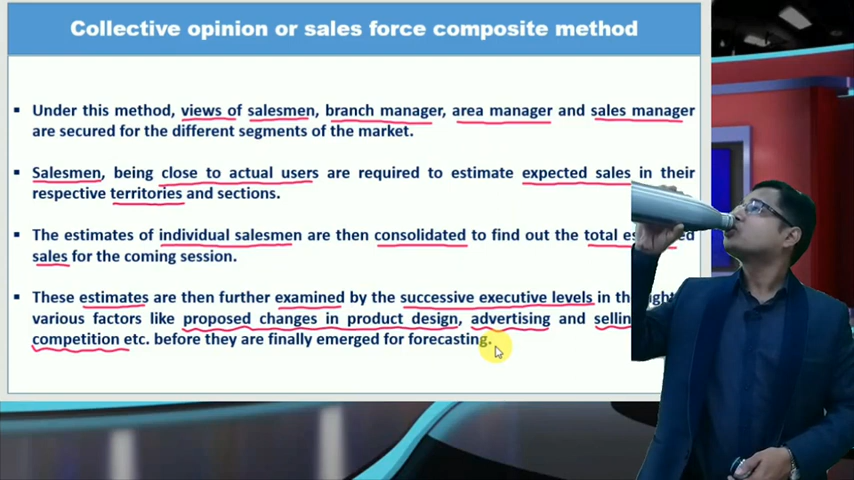 Collective opinion or sales force composite method
▪ Under this method, views of salesmen, branch manager, area manager and sales manager
are secured for the different segments of the market.
▪ Salesmen, being close to actual users are required to estimate expected sales in their
respective territories and sections.
▪ The estimates of individual salesmen are then consolidated to find out the total
sales for the coming session.
▪ These estimates are then further examined by the successive executive levels in
various factors like proposed changes in product design, advertising and
competition etc. before they are finally emerged for forecasting.